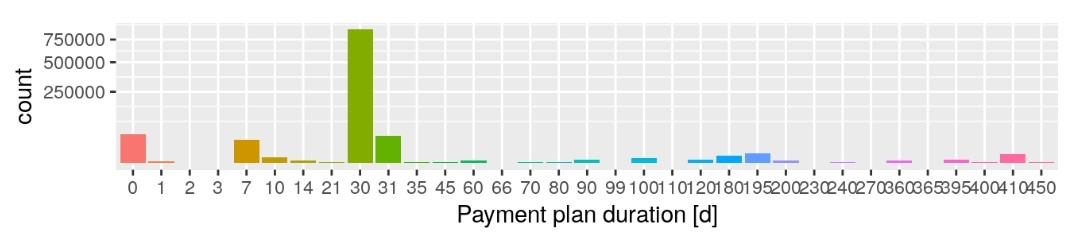 750000
500000
250000
count
0 1 2 3 7 10 14 21 30 31 35 45 60 66 70 80 90 99 100 110 120 180 195 200 230 240 270 360 365 395 400 410 450
Payment plan duration [d]